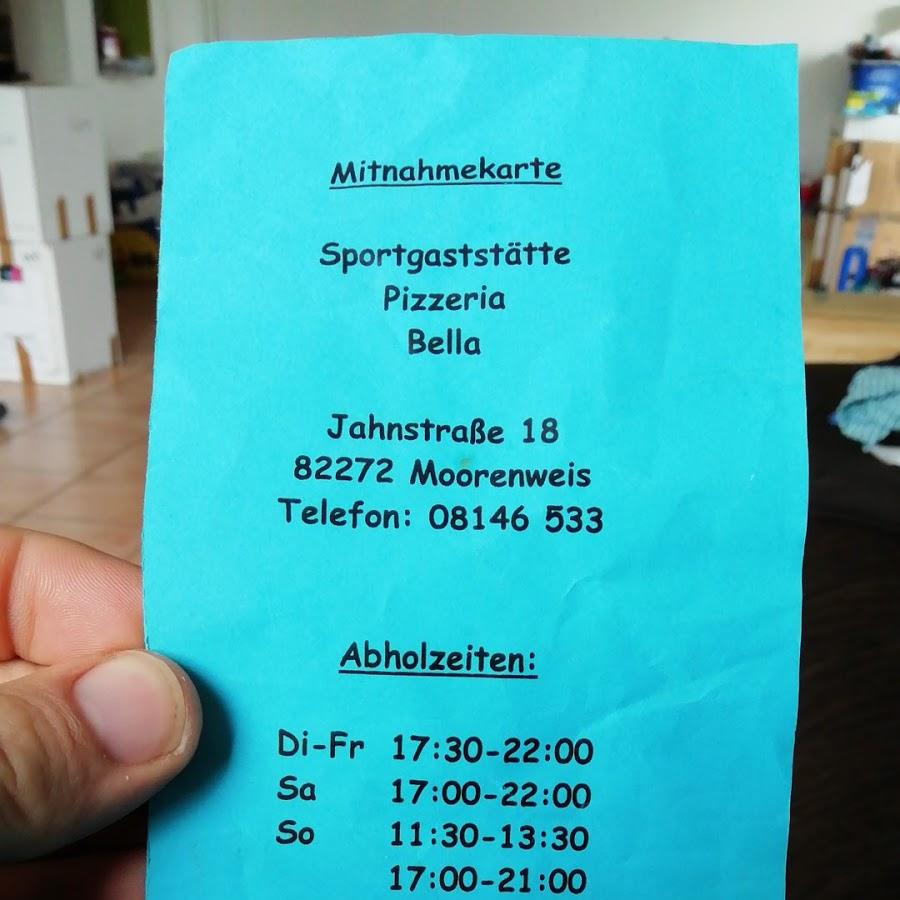 Mitnahmekarte
Sportgaststätte
Pizzeria
Bella
Jahnstraße 18
82272 Moorenweis
Telefon: 08146 533
Abholzeiten:
Di-Fr 17:30-22:00
Sa 17:00-22:00
So 11:30-13:30
17:00-21:00